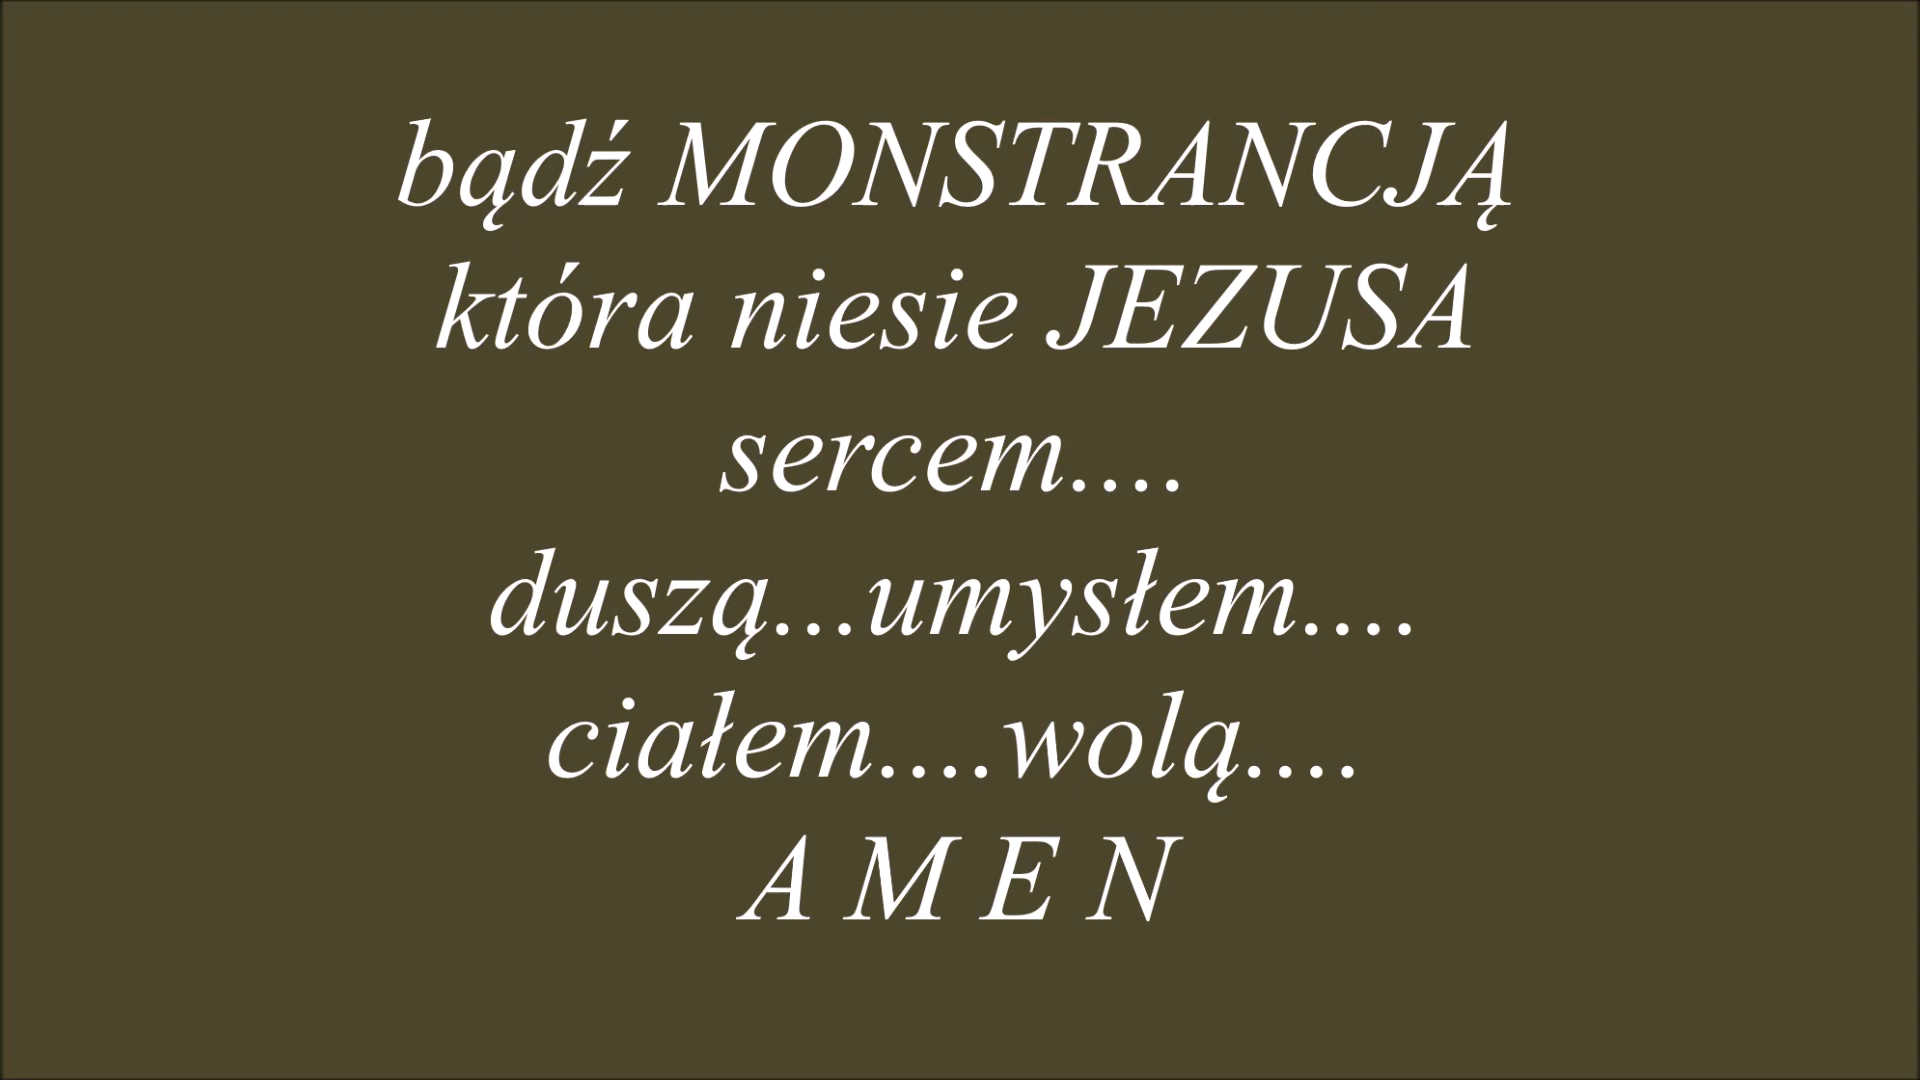 bądź MONSTRANCJĄ
która niesie JEZUSA
sercem....
duszą...umysłem....
ciałem....wolą....
A M E N